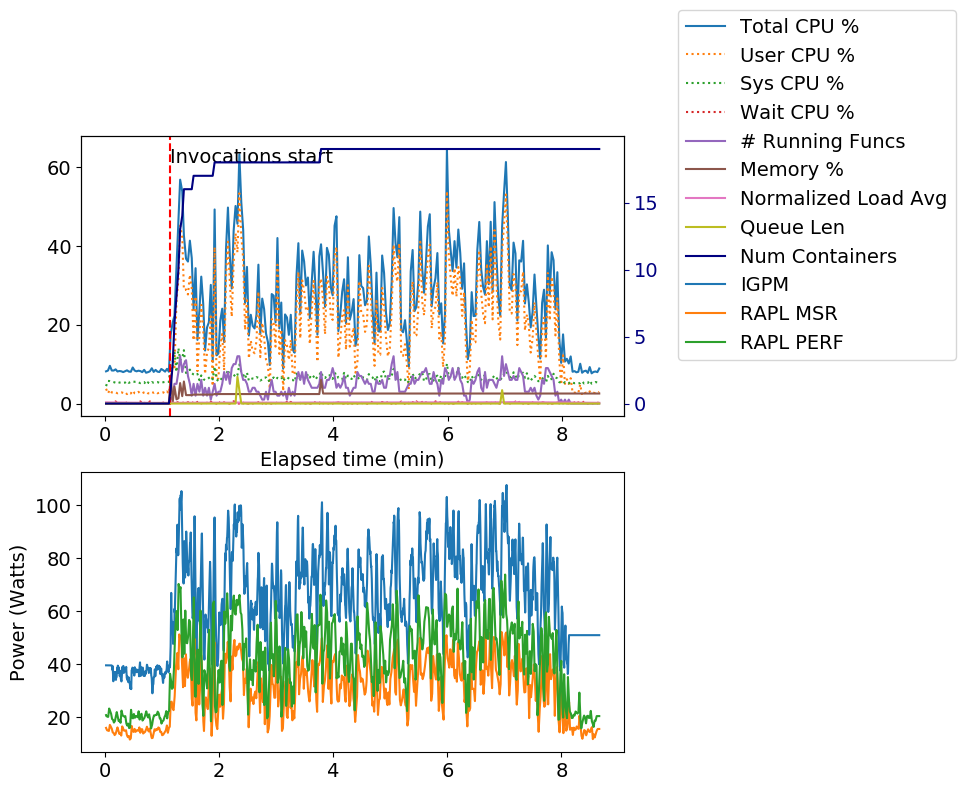 Total CPU %
User CPU %
Sys CPU %
Wait CPU %
# Running Funcs
Memory %
Normalized Load Avg
Queue Len
Num Containers
IGPM
RAPL MSR
RAPL PERF
Invocations start
60
40
20
0
15
10
5
0
0 2 4 6 8
Elapsed time (min)
Power (Watts)
100
80
60
40
20
0 2 4 6 8